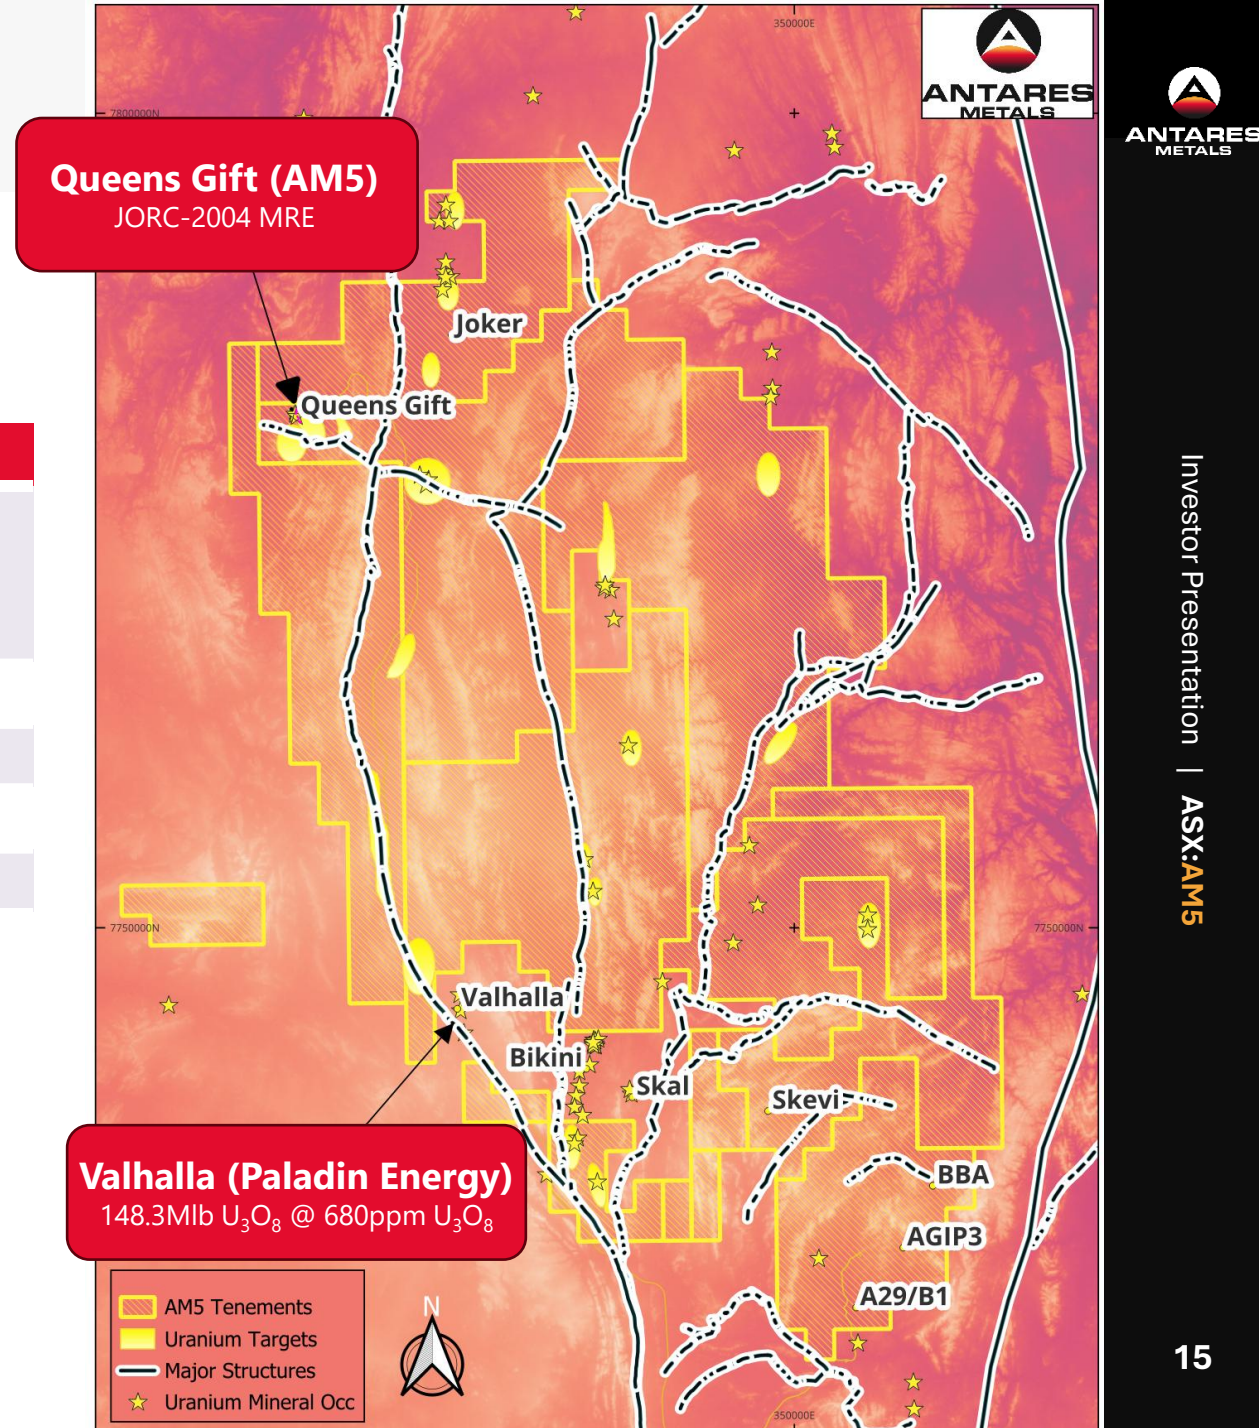 350000E
ANTARES
METALS
7800000N
Queens Gift (AM5)
JORC-2004 MRE
Joker
Queens Gift
7750000N
7750000N
Valhalla
Bikini
Skal
Skevi
Valhalla (Paladin Energy)
148.3Mlb U₃O₈ @ 680ppm U₃O₈
BBA
AGIP3
A29/B1
AM5 Tenements
Uranium Targets
Major Structures
Uranium Mineral Occ
N
350000E
ANTARES
METALS
Investor Presentation | ASX:AM5
15